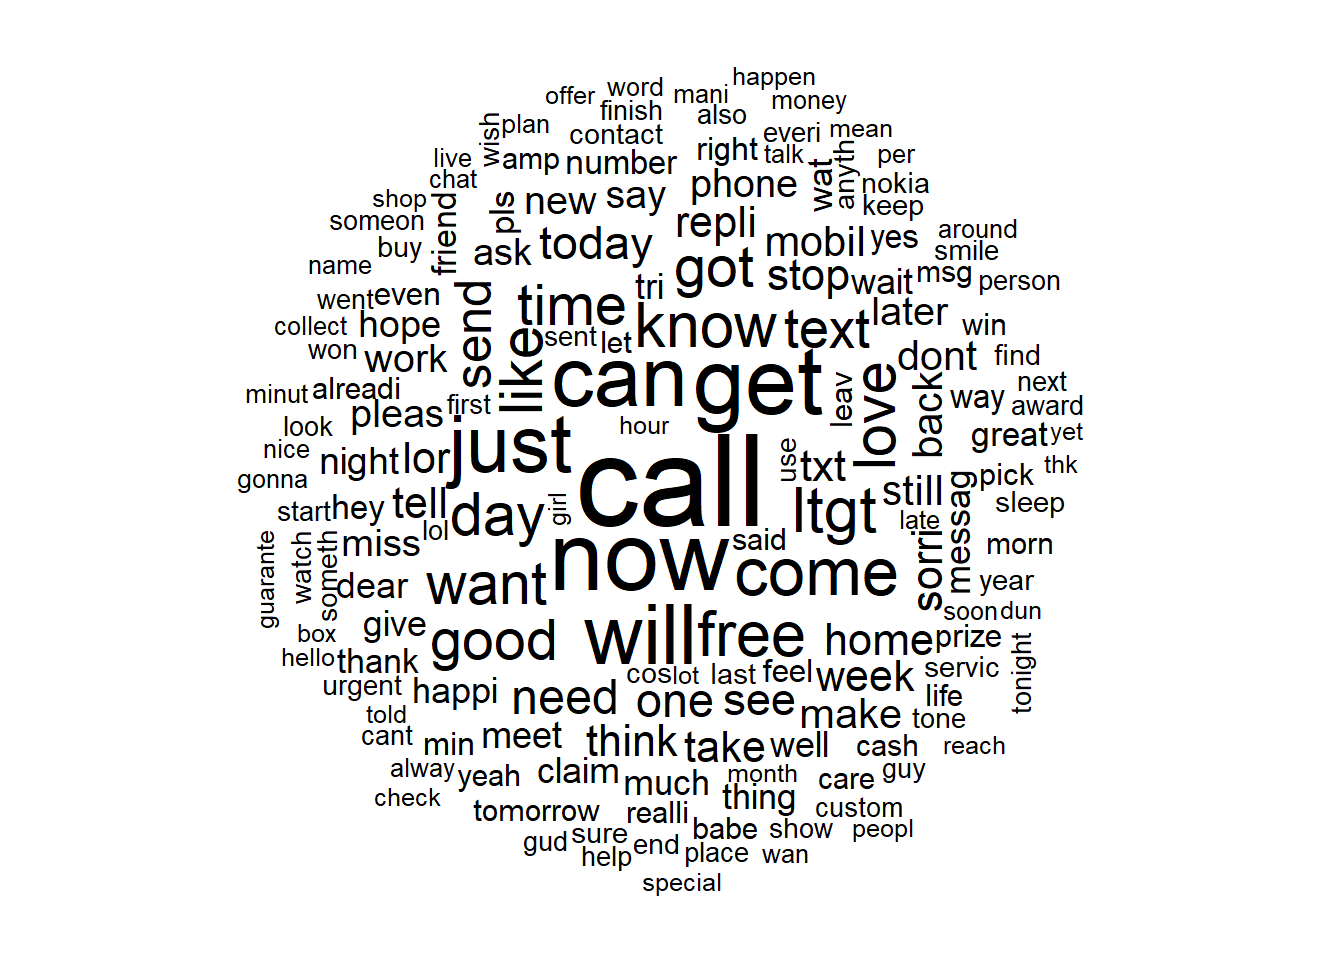 happen
offer word mani money
finish also
wish plan contact everi mean
live amp number right talk wat anyth per
chat nokia
shop friend pls new say phone keep
someon repli around
buy ask today mobil yes smile
name got stop wait msg person
went even send time tri know text later
collect hope like sent let win
won work can get dont find
minut alreadi first leav love back way next
look pleas hour award
nice night lor just call use txt great yet
gonna pick thk
start hey tell day girl ltgt still sleep
guarante watch someth miss lol now said come late sorri messag morn
dear want year
box give good will free home soon dun
hello thank prize
urgent happi need cos lot last feel week servic tonight
told one see make life
cant min meet think take well cash tone reach
alway yeah claim much month care guy
check thing
tomorrow realli custom
gud sure babe show peopl
help end place wan
special